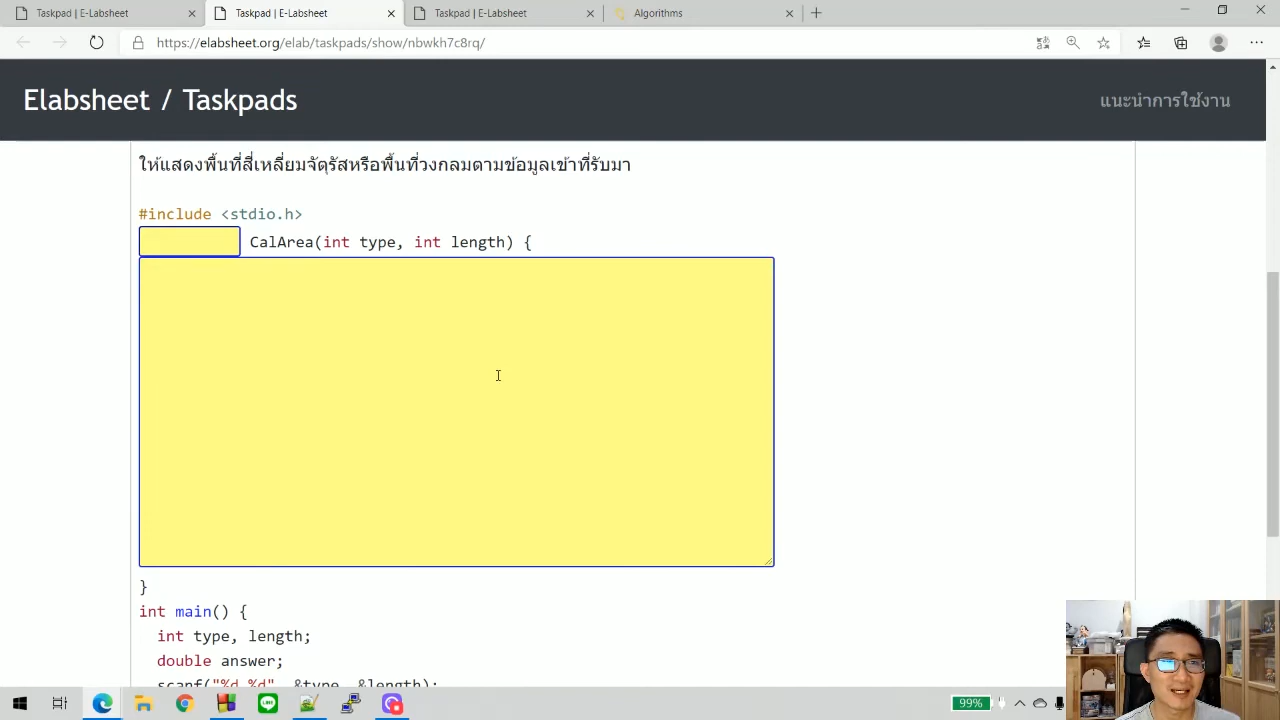 Taskpad | E-Labsheet
Taskpad | E-Labsheet
Taskpad | E-Labsheet
Algorithms
https://elabsheet.org/elab/taskpads/show/nbwkh7c8rq/
Elabsheet / Taskpads
แนะนำการใช้งาน
ให้แสดงพื้นที่สี่เหลี่ยมจัตุรัสหรือพื้นที่วงกลมตามข้อมูลเข้าที่รับมา
#include <stdio.h>
CalArea(int type, int length) {
}
int main() {
int type, length;
double answer;
scanf("%d %d", &type, &length);
99%